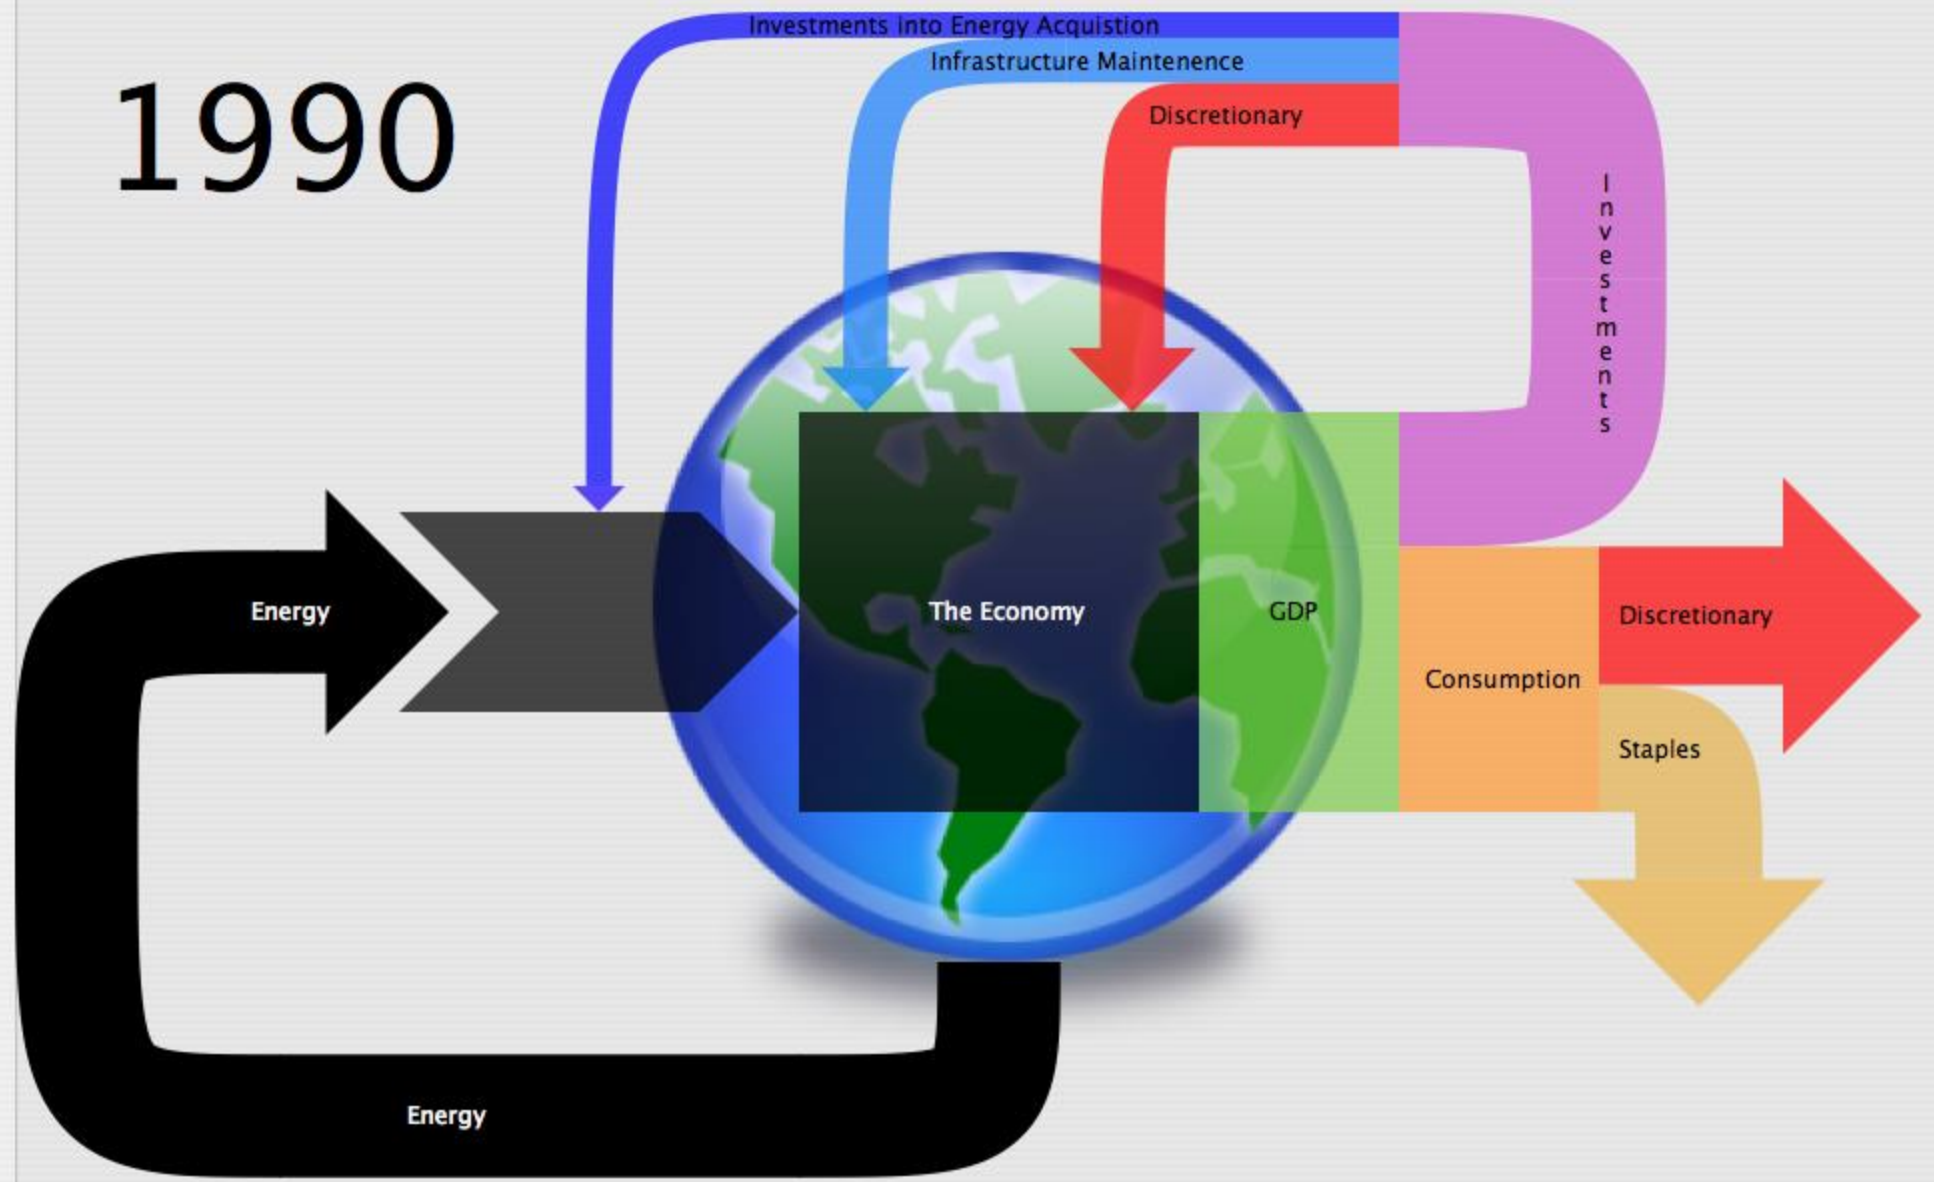 Investments into Energy Acquistion
Infrastructure Maintenence
1990
Discretionary
Investments
Energy
The Economy
GDP
Discretionary
Consumption
Staples
Energy